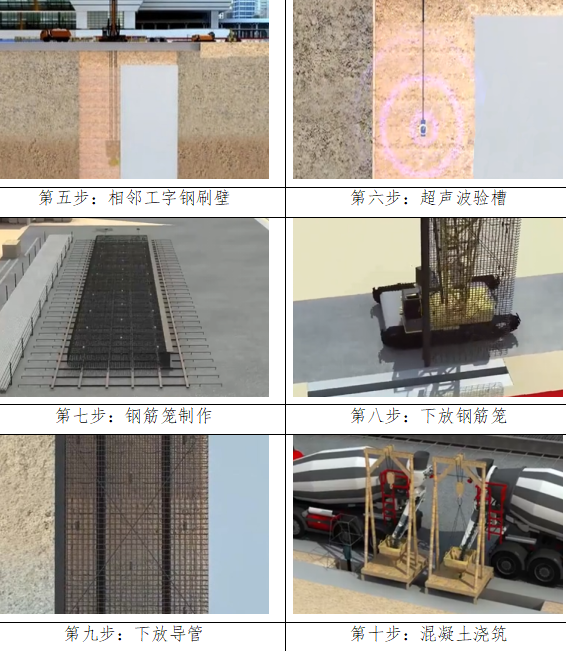 第五步：相邻工字钢刷壁
第六步：超声波验槽
第七步：钢筋笼制作
第八步：下放钢筋笼
第九步：下放导管
第十步：混凝土浇筑